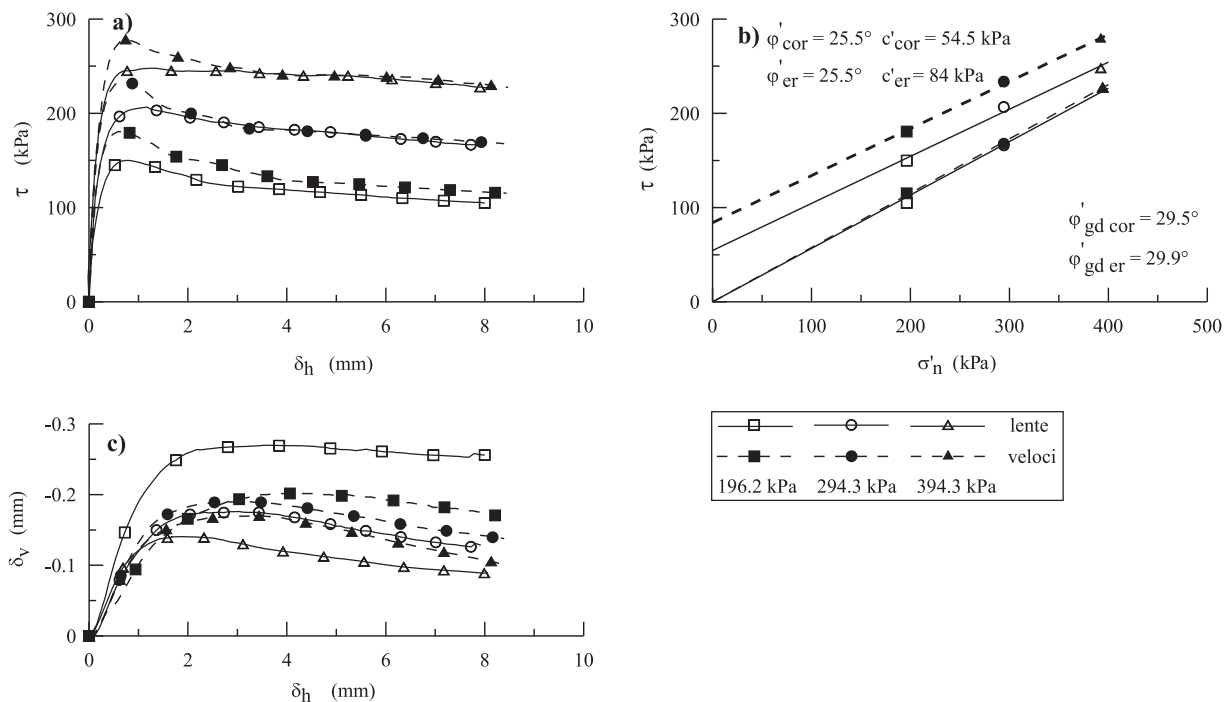 a)
300
200
100
0
τ (kPa)
0 2 4 6 8 10
δh (mm)
b)
φ'cor = 25.5° c'cor = 54.5 kPa
φ'er = 25.5° c'er = 84 kPa
300
200
100
0
τ (kPa)
φ'gd cor = 29.5°
φ'gd er = 29.9°
0 100 200 300 400 500
σ'n (kPa)
c)
-0.3
-0.2
-0.1
0
δv (mm)
0 2 4 6 8 10
δh (mm)
lente
veloci
196.2 kPa 294.3 kPa 394.3 kPa